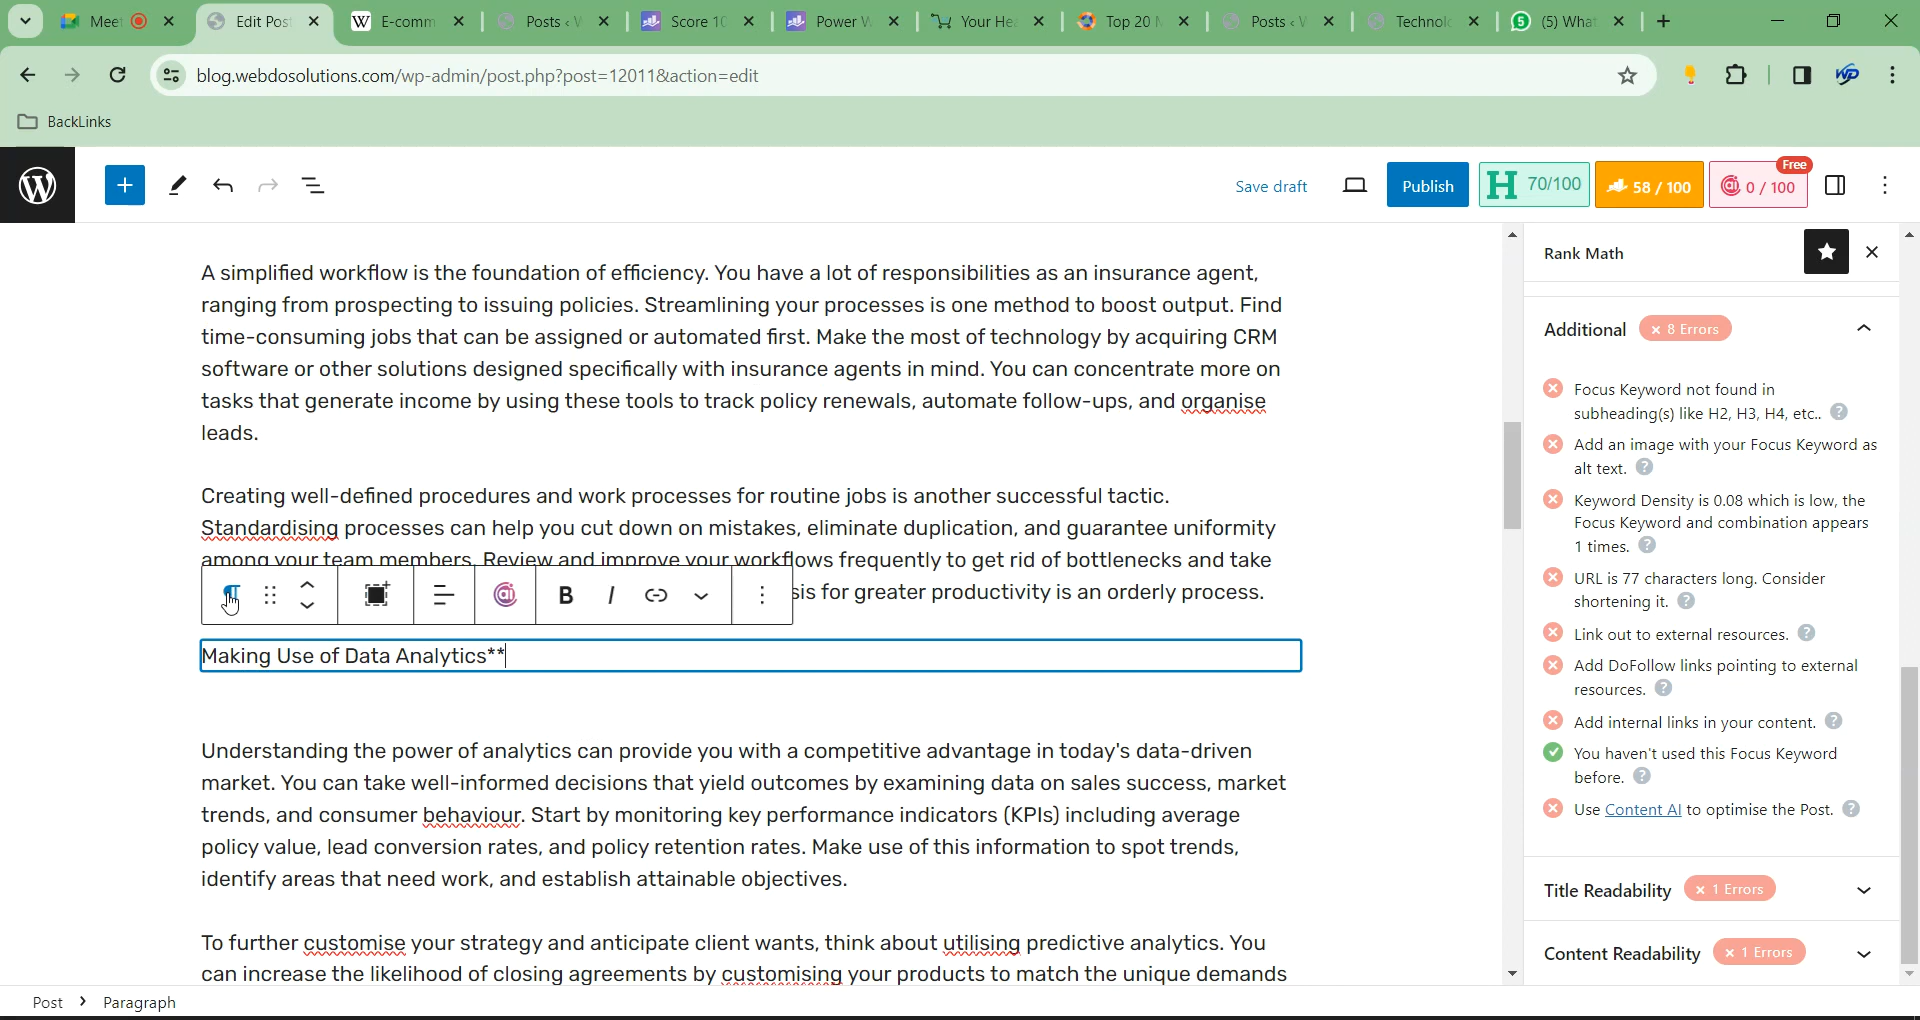 Meet
Edit Pos
E-comm
Posts ‹
Score 10
Power W
Your He
Top 20
Posts ‹
Technol
(5) Wha
blog.webdosolutions.com/wp-admin/post.php?post=12011&action=edit
BackLinks
Save draft
Publish
70/100
58 / 100
0 / 100
Free
A simplified workflow is the foundation of efficiency. You have a lot of responsibilities as an insurance agent,
ranging from prospecting to issuing policies. Streamlining your processes is one method to boost output. Find
time-consuming jobs that can be assigned or automated first. Make the most of technology by acquiring CRM
software or other solutions designed specifically with insurance agents in mind. You can concentrate more on
tasks that generate income by using these tools to track policy renewals, automate follow-ups, and organise
leads.
Creating well-defined procedures and work processes for routine jobs is another successful tactic.
Standardising processes can help you cut down on mistakes, eliminate duplication, and guarantee uniformity
among your team members. Review and improve your workflows frequently to get rid of bottlenecks and take
sis for greater productivity is an orderly process.
B I
Making Use of Data Analytics**
Understanding the power of analytics can provide you with a competitive advantage in today's data-driven
market. You can take well-informed decisions that yield outcomes by examining data on sales success, market
trends, and consumer behaviour. Start by monitoring key performance indicators (KPIs) including average
policy value, lead conversion rates, and policy retention rates. Make use of this information to spot trends,
identify areas that need work, and establish attainable objectives.
To further customise your strategy and anticipate client wants, think about utilising predictive analytics. You
can increase the likelihood of closing agreements by customising your products to match the unique demands
Post › Paragraph
Rank Math
Additional × 8 Errors
Focus Keyword not found in
subheading(s) like H2, H3, H4, etc..
Add an image with your Focus Keyword as
alt text.
Keyword Density is 0.08 which is low, the
Focus Keyword and combination appears
1 times.
URL is 77 characters long. Consider
shortening it.
Link out to external resources.
Add DoFollow links pointing to external
resources.
Add internal links in your content.
You haven't used this Focus Keyword
before.
Use Content AI to optimise the Post.
Title Readability × 1 Errors
Content Readability × 1 Errors